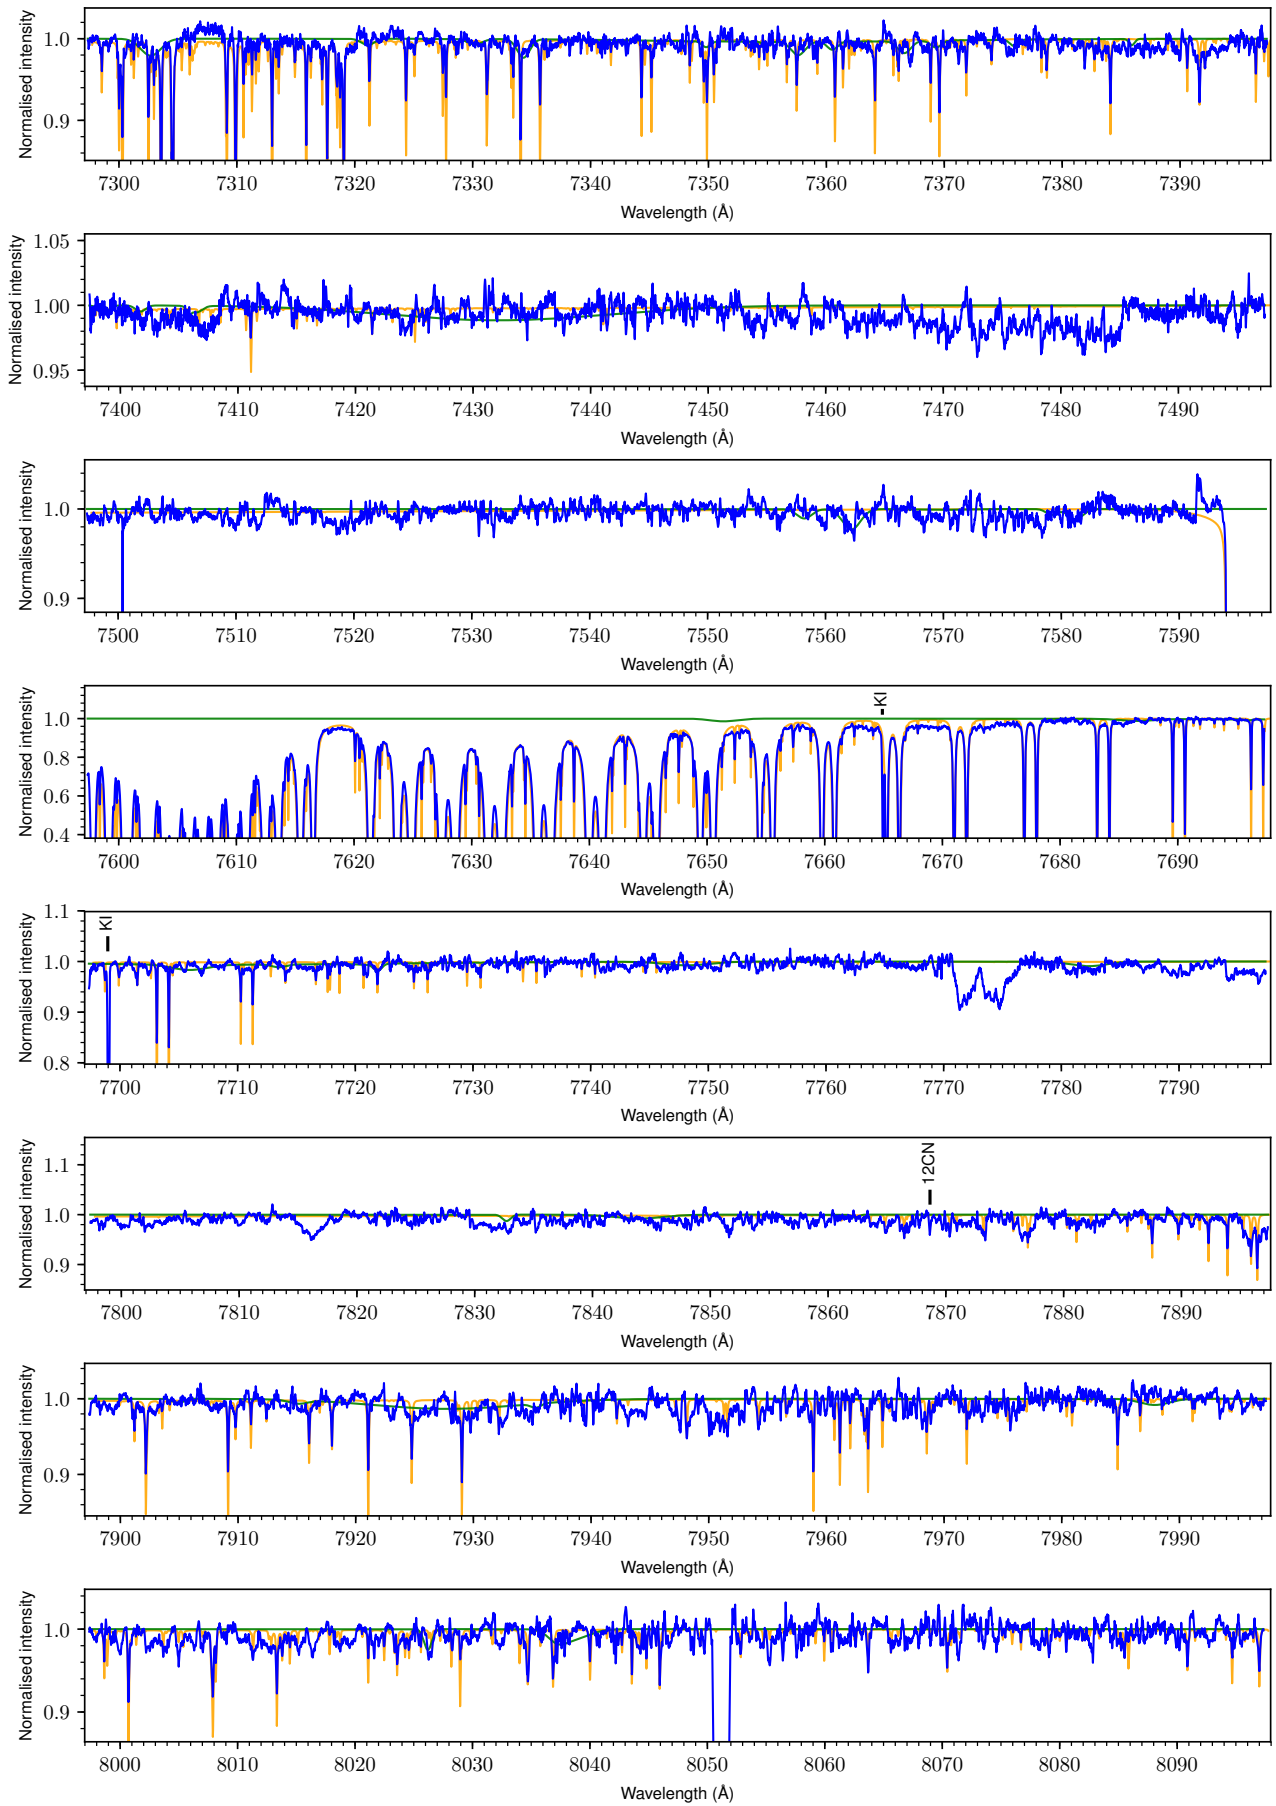 Normalised intensity
1.0
0.9
7300 7310 7320 7330 7340 7350 7360 7370 7380 7390
Wavelength (Å)
Normalised intensity
1.05
1.00
0.95
7400 7410 7420 7430 7440 7450 7460 7470 7480 7490
Wavelength (Å)
Normalised intensity
1.0
0.9
7500 7510 7520 7530 7540 7550 7560 7570 7580 7590
Wavelength (Å)
Normalised intensity
KI
1.0
0.8
0.6
0.4
7600 7610 7620 7630 7640 7650 7660 7670 7680 7690
Wavelength (Å)
Normalised intensity
KI
1.1
1.0
0.9
0.8
7700 7710 7720 7730 7740 7750 7760 7770 7780 7790
Wavelength (Å)
Normalised intensity
12CN
1.1
1.0
0.9
7800 7810 7820 7830 7840 7850 7860 7870 7880 7890
Wavelength (Å)
Normalised intensity
1.0
0.9
7900 7910 7920 7930 7940 7950 7960 7970 7980 7990
Wavelength (Å)
Normalised intensity
1.0
0.9
8000 8010 8020 8030 8040 8050 8060 8070 8080 8090
Wavelength (Å)